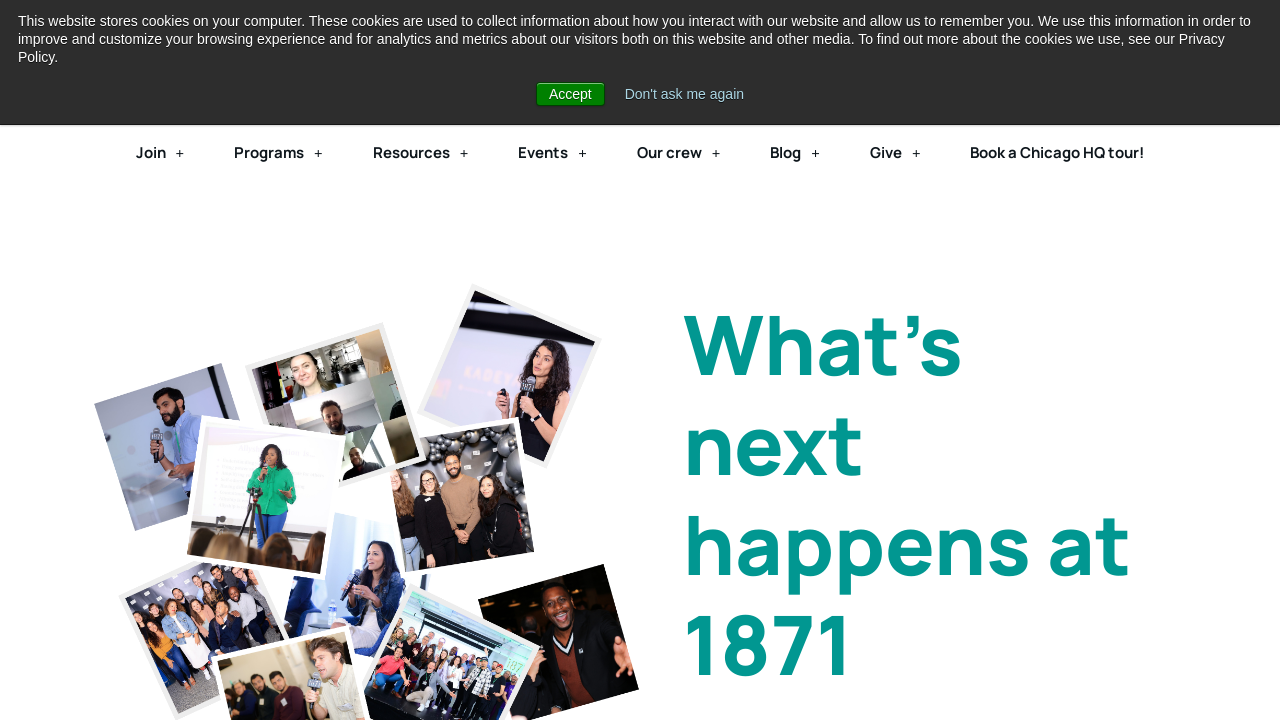 This website stores cookies on your computer. These cookies are used to collect information about how you interact with our website and allow us to remember you. We use this information in order to
improve and customize your browsing experience and for analytics and metrics about our visitors both on this website and other media. To find out more about the cookies we use, see our Privacy
Policy.
Accept Don't ask me again
Join + Programs + Resources + Events + Our crew + Blog + Give + Book a Chicago HQ tour!
What’s
next
happens at
1871